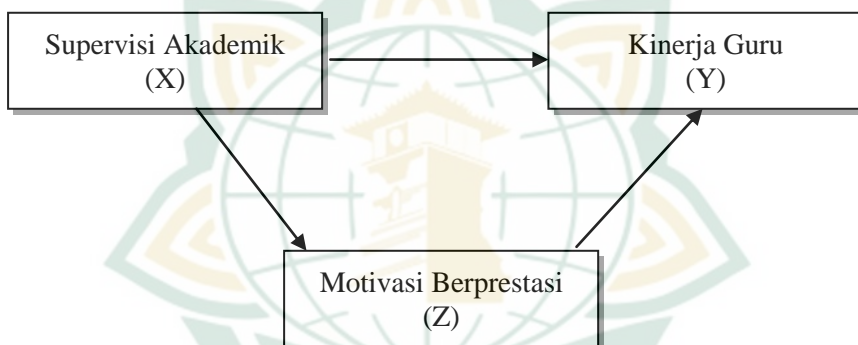 Supervisi Akademik
(X)
Kinerja Guru
(Y)
Motivasi Berprestasi
(Z)